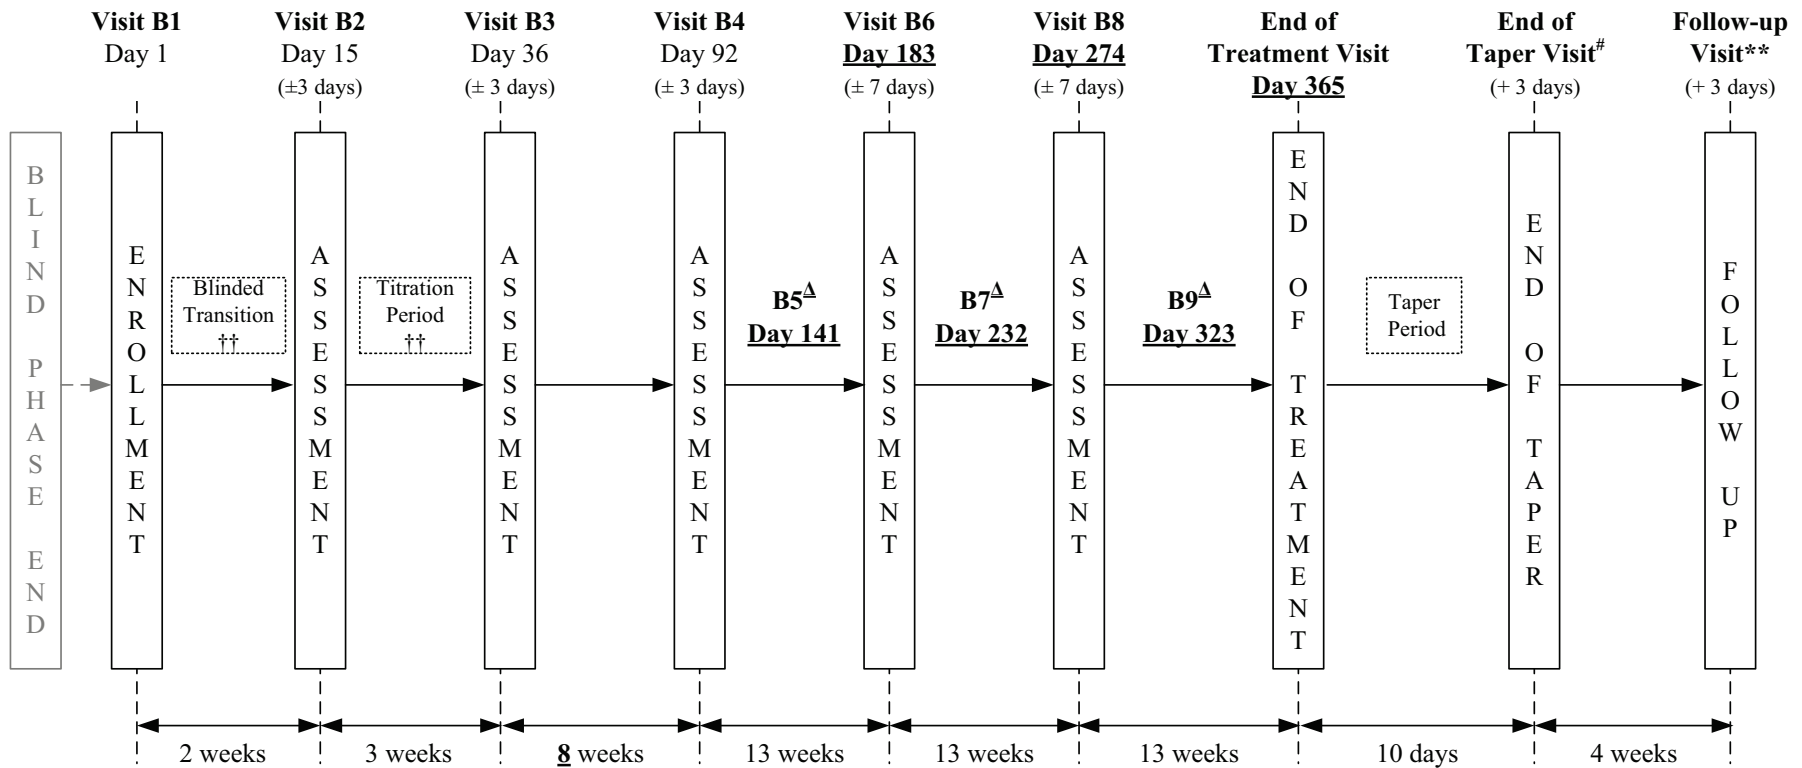 Visit B1
Day 1
Visit B2
Day 15
(±3 days)
Visit B3
Day 36
(± 3 days)
Visit B4
Day 92
(± 3 days)
Visit B6
Day 183
(± 7 days)
Visit B8
Day 274
(± 7 days)
End of
Treatment Visit
Day 365
End of
Taper Visit#
(+ 3 days)
Follow-up
Visit**
(+ 3 days)
BLIND PHASE END
ENROLLMENT
Blinded
Transition
††
ASSESSMENT
Titration
Period
††
ASSESSMENT
ASSESSMENT
B5Δ
Day 141
ASSESSMENT
B7Δ
Day 232
ASSESSMENT
B9Δ
Day 323
END OF TREATMENT
Taper
Period
END OF TAPER
FOLLOW UP
2 weeks
3 weeks
8 weeks
13 weeks
13 weeks
13 weeks
10 days
4 weeks